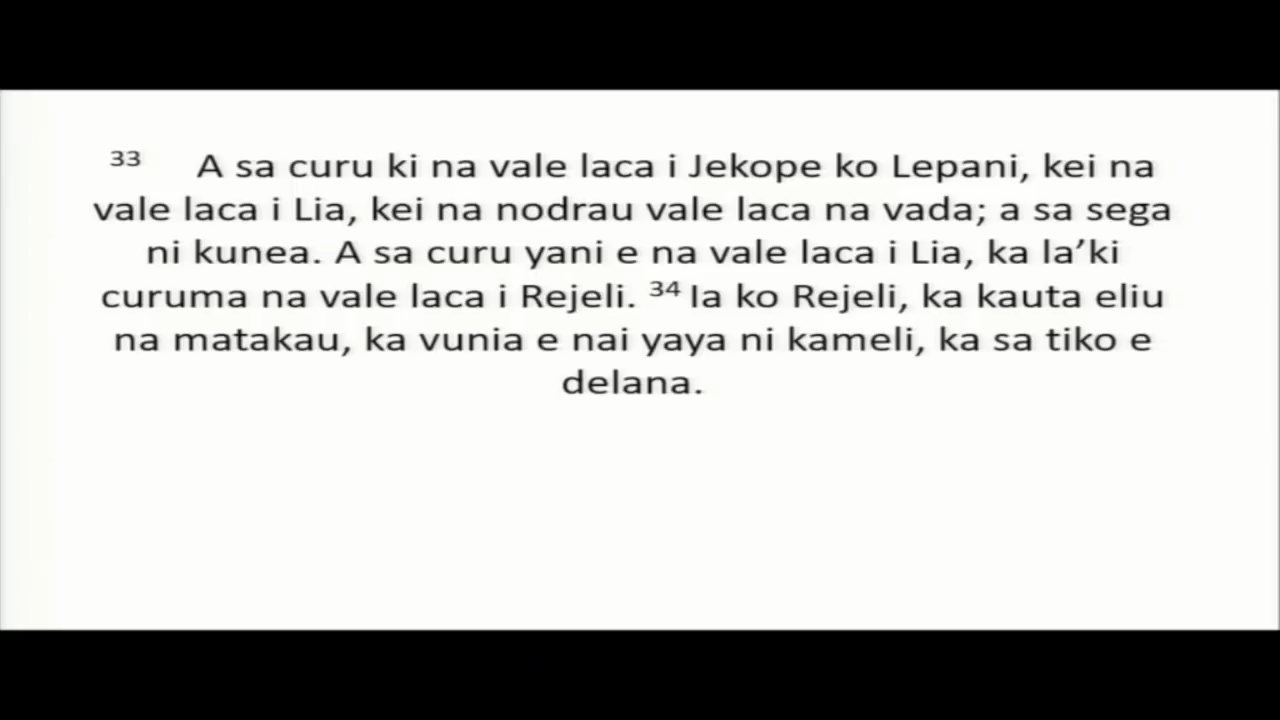 33 A sa curu ki na vale laca i Jekope ko Lepani, kei na
vale laca i Lia, kei na nodrau vale laca na vada; a sa sega
ni kunea. A sa curu yani e na vale laca i Lia, ka la’ki
curuma na vale laca i Rejeli. 34 Ia ko Rejeli, ka kauta eliu
na matakau, ka vunia e nai yaya ni kameli, ka sa tiko e
delana.